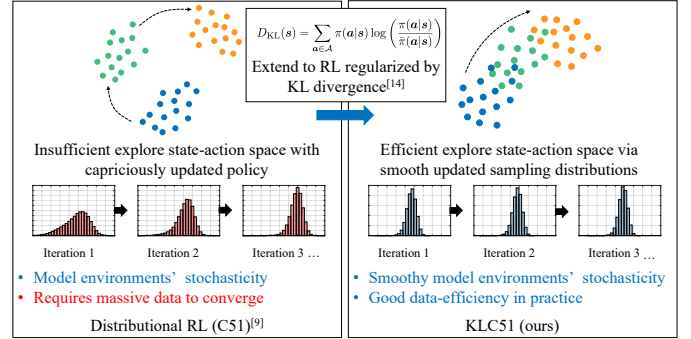 D_KL(s) = ∑_{a∈A} π(a|s) log (π(a|s) / π̄(a|s))
Extend to RL regularized by
KL divergence[14]
Insufficient explore state-action space with
capriciously updated policy
Iteration 1
Iteration 2
Iteration 3 ...
• Model environments' stochasticity
• Requires massive data to converge
Distributional RL (C51)[9]
Efficient explore state-action space via
smooth updated sampling distributions
Iteration 1
Iteration 2
Iteration 3 ...
• Smoothy model environments' stochasticity
• Good data-efficiency in practice
KLC51 (ours)